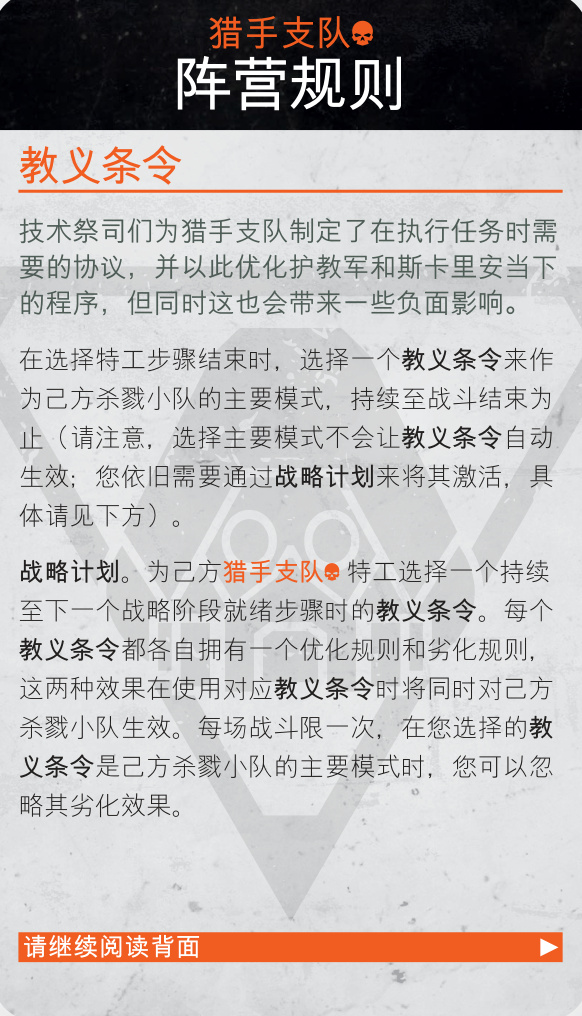 猎手支队
阵营规则
教义条令
技术祭司们为猎手支队制定了在执行任务时需
要的协议，并以此优化护教军和斯卡里安当下
的程序，但同时这也会带来一些负面影响。
在选择特工步骤结束时，选择一个教义条令来作
为己方杀戮小队的主要模式，持续至战斗结束为
止（请注意，选择主要模式不会让教义条令自动
生效；您依旧需要通过战略计划来将其激活，具
体请见下方）。
战略计划。为己方猎手支队 特工选择一个持续
至下一个战略阶段就绪步骤时的教义条令。每个
教义条令都各自拥有一个优化规则和劣化规则，
这两种效果在使用对应教义条令时将同时对己方
杀戮小队生效。每场战斗限一次，在您选择的教
义条令是己方杀戮小队的主要模式时，您可以忽
略其劣化效果。
请继续阅读背面